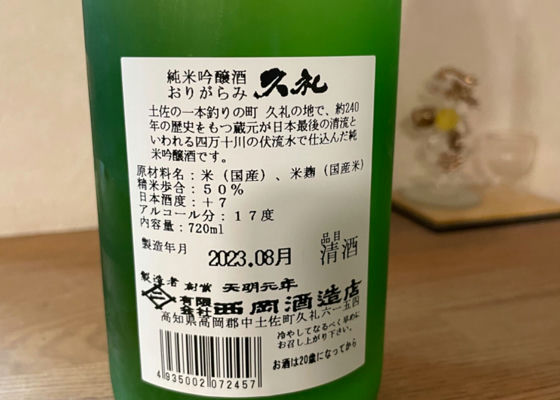 純米吟醸酒
おりがらみ 久礼
土佐の一本釣りの町 久礼の地で、約240
年の歴史をもつ蔵元が日本最後の清流と
いわれる四万十川の伏流水で仕込んだ純
米吟醸酒です。
原材料名：米（国産）、米麹（国産米）
精米歩合：50%
日本酒度：+7
アルコール分：17度
内容量：720ml
製造年月 2023.08月
品目
清酒
製造者 創業 天明元年
有限会社 西岡酒造店
高知県高岡郡中土佐町久礼六一五四
冷やしてなるべく早めに
お召し上り下さい。
お酒は20歳になってから
4935002072457